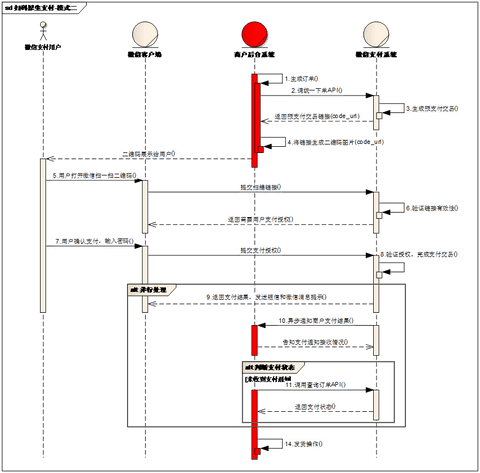 sd 扫码原生支付-模式二
微信支付用户
微信客户端
商户后台系统
微信支付系统
1.生成订单()
2.调统一下单API()
3.生成预支付交易()
返回预支付交易链接(code_url)
4.将链接生成二维码图片(code_url)
二维码展示给用户()
5.用户打开微信扫一扫二维码()
提交扫描链接()
6.验证链接有效性()
返回需要用户支付授权()
7.用户确认支付，输入密码()
提交支付授权()
8.验证授权，完成支付交易()
alt 并行处理
9.返回支付结果，发送短信和微信消息提示()
10.异步通知商户支付结果()
告知支付通知接收情况()
alt 判断支付状态
[未收到支付通知]
11.调用查询订单API()
返回支付状态()
14.发货操作()